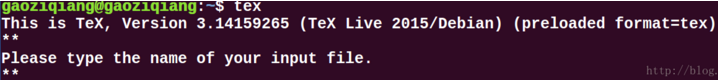 gaoziqiang@gaoziqiang:~$ tex
This is TeX, Version 3.14159265 (TeX Live 2015/Debian) (preloaded format=tex)
**
Please type the name of your input file.
**
http://blog.